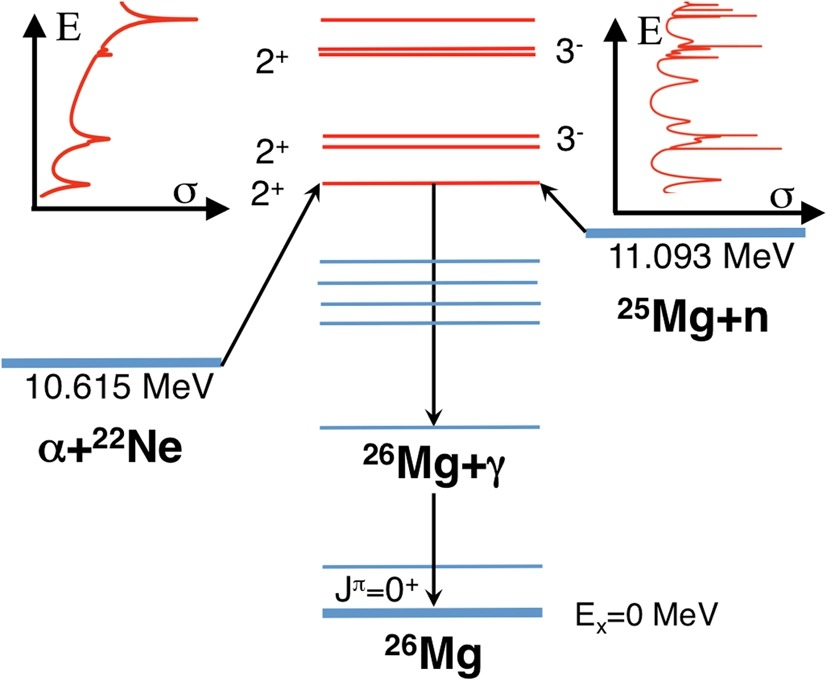 E
σ
2⁺
2⁺
2⁺
3⁻
3⁻
E
σ
11.093 MeV
²⁵Mg+n
10.615 MeV
α+²²Ne
²⁶Mg+γ
Jᵖⁱ=0⁺
Eₓ=0 MeV
²⁶Mg